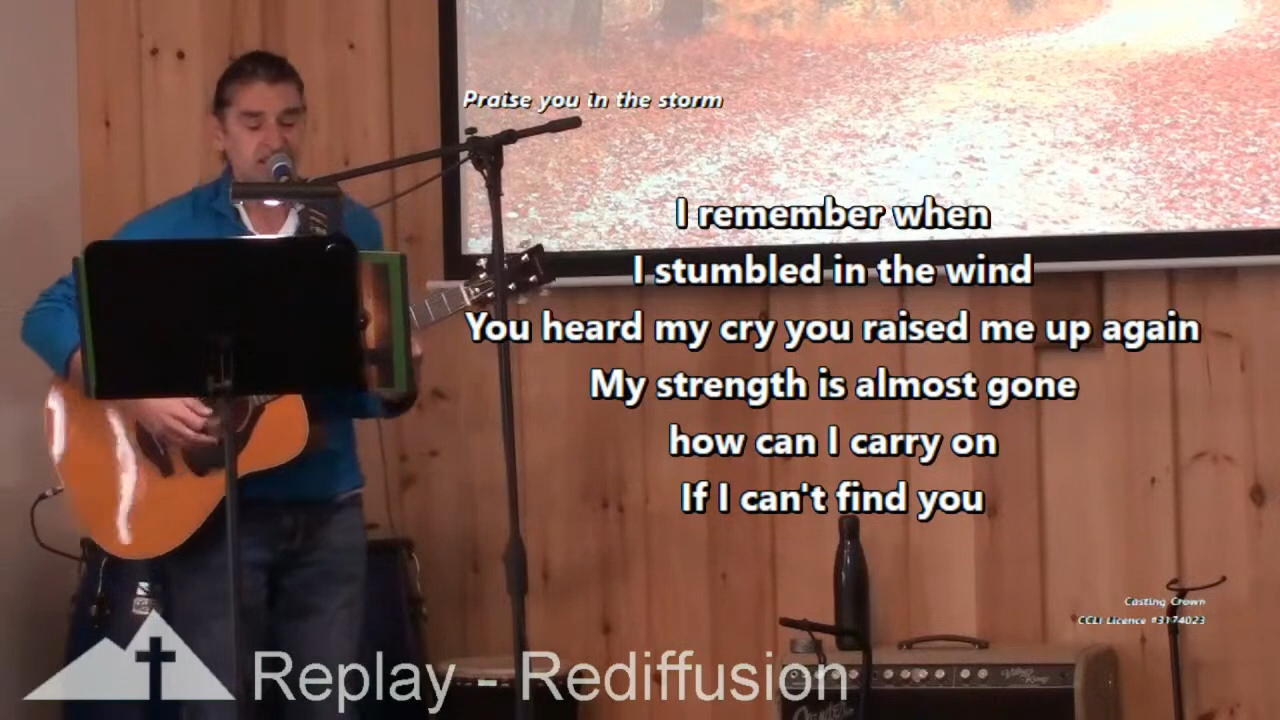 Praise you in the storm
I remember when
I stumbled in the wind
You heard my cry you raised me up again
My strength is almost gone
how can I carry on
If I can't find you
Casting Crown
CCLI Licence #3174023
Replay - Rediffusion